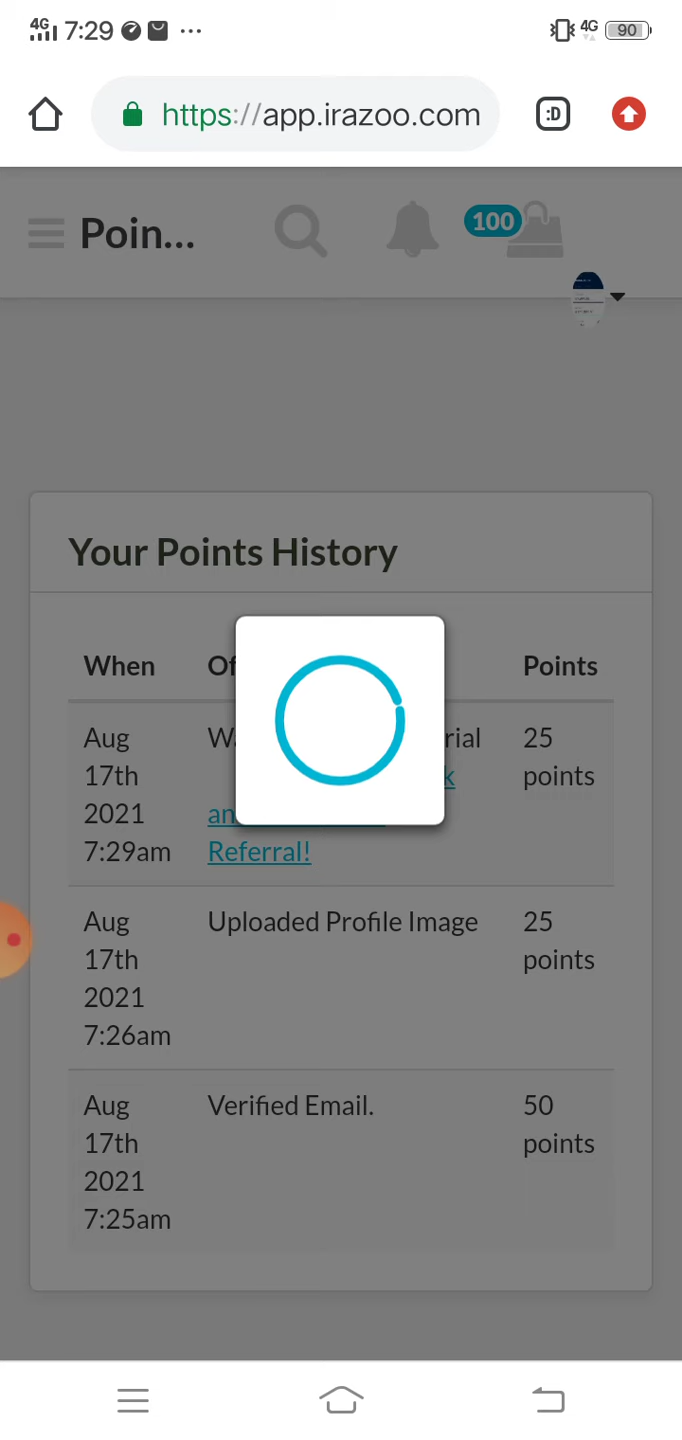 4G 7:29 4G 90
https://app.irazoo.com :D
Poin... 100
Your Points History
When Points
Aug 25
17th points
2021
7:29am Referral!
Aug Uploaded Profile Image 25
17th points
2021
7:26am
Aug Verified Email. 50
17th points
2021
7:25am